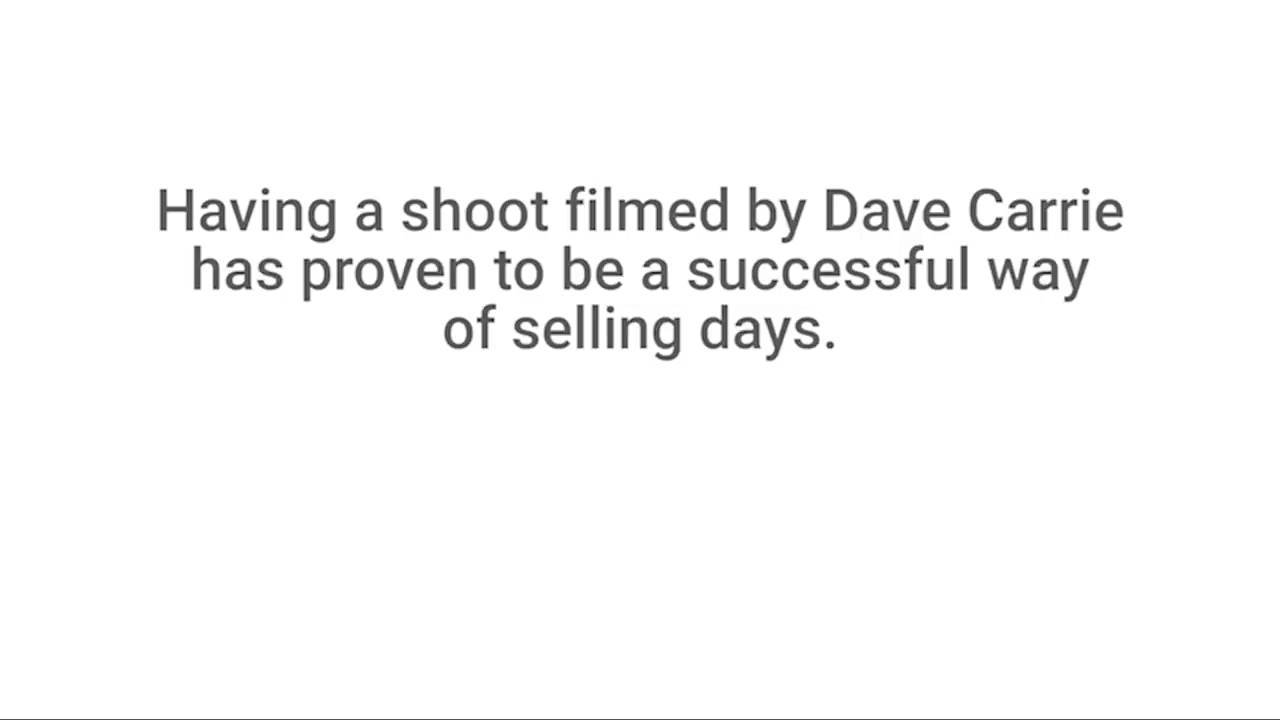 Having a shoot filmed by Dave Carrie
has proven to be a successful way
of selling days.